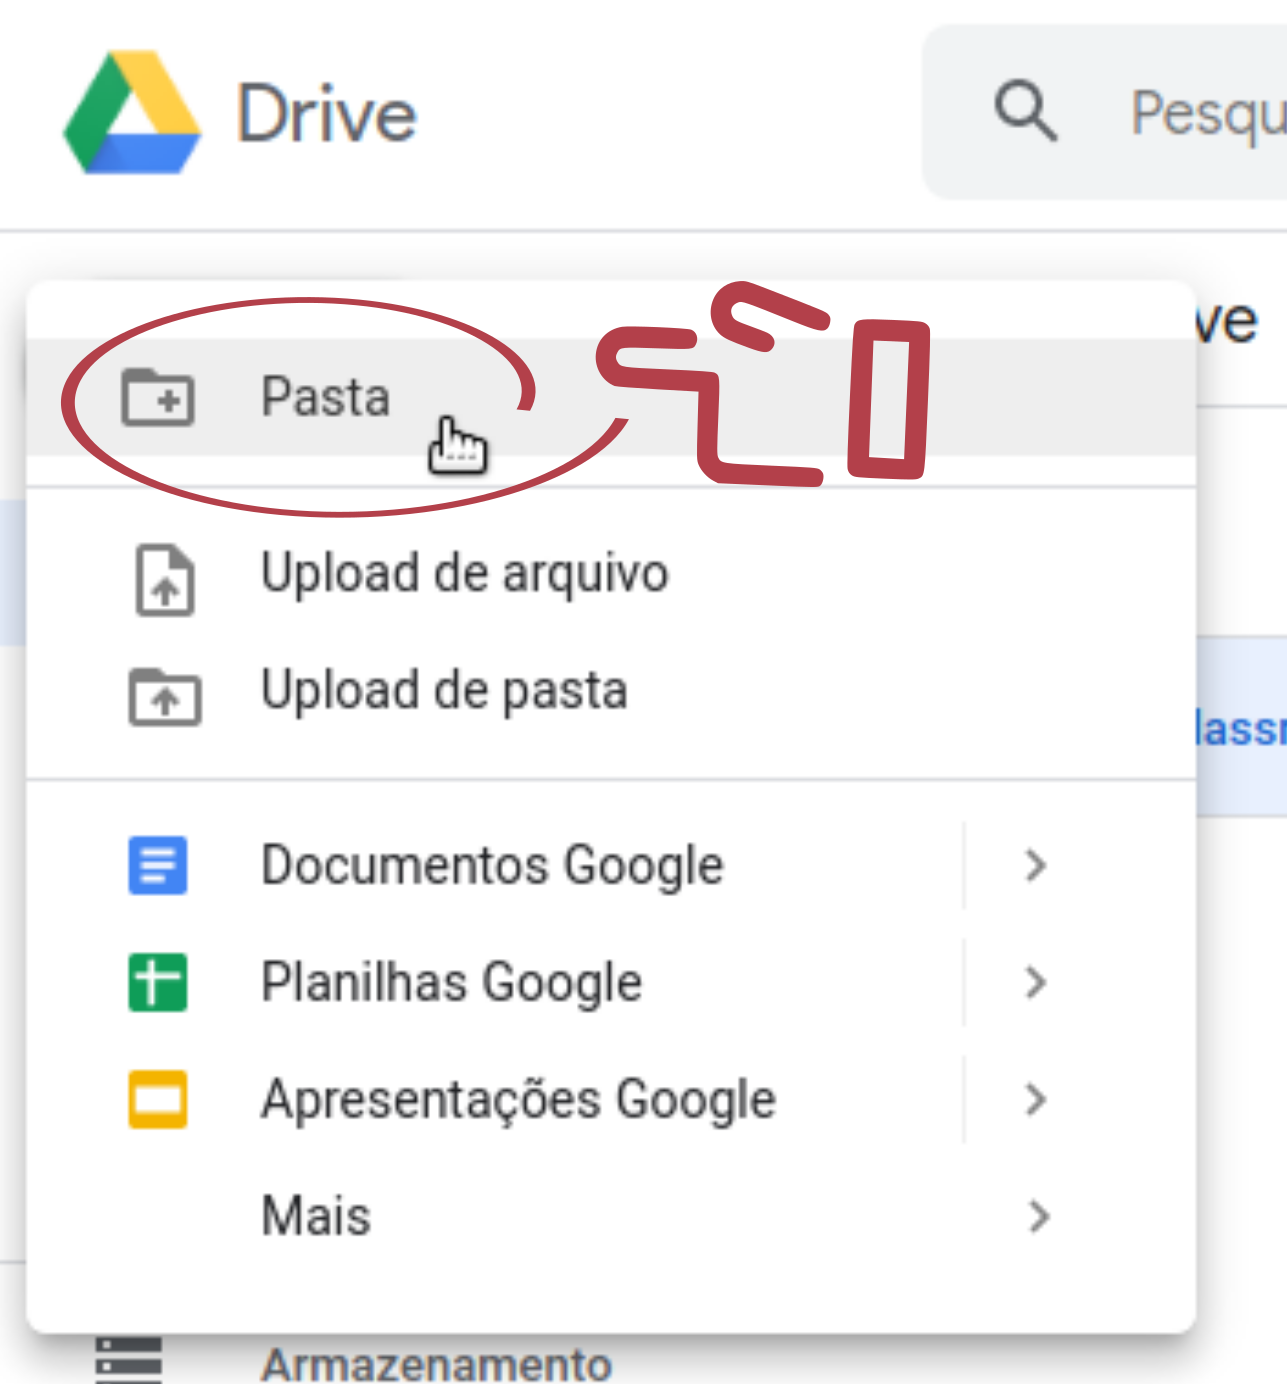 Drive
Pesqu
ve
Pasta
Upload de arquivo
Upload de pasta
lassr
Documentos Google
Planilhas Google
Apresentações Google
Mais
Armazenamento